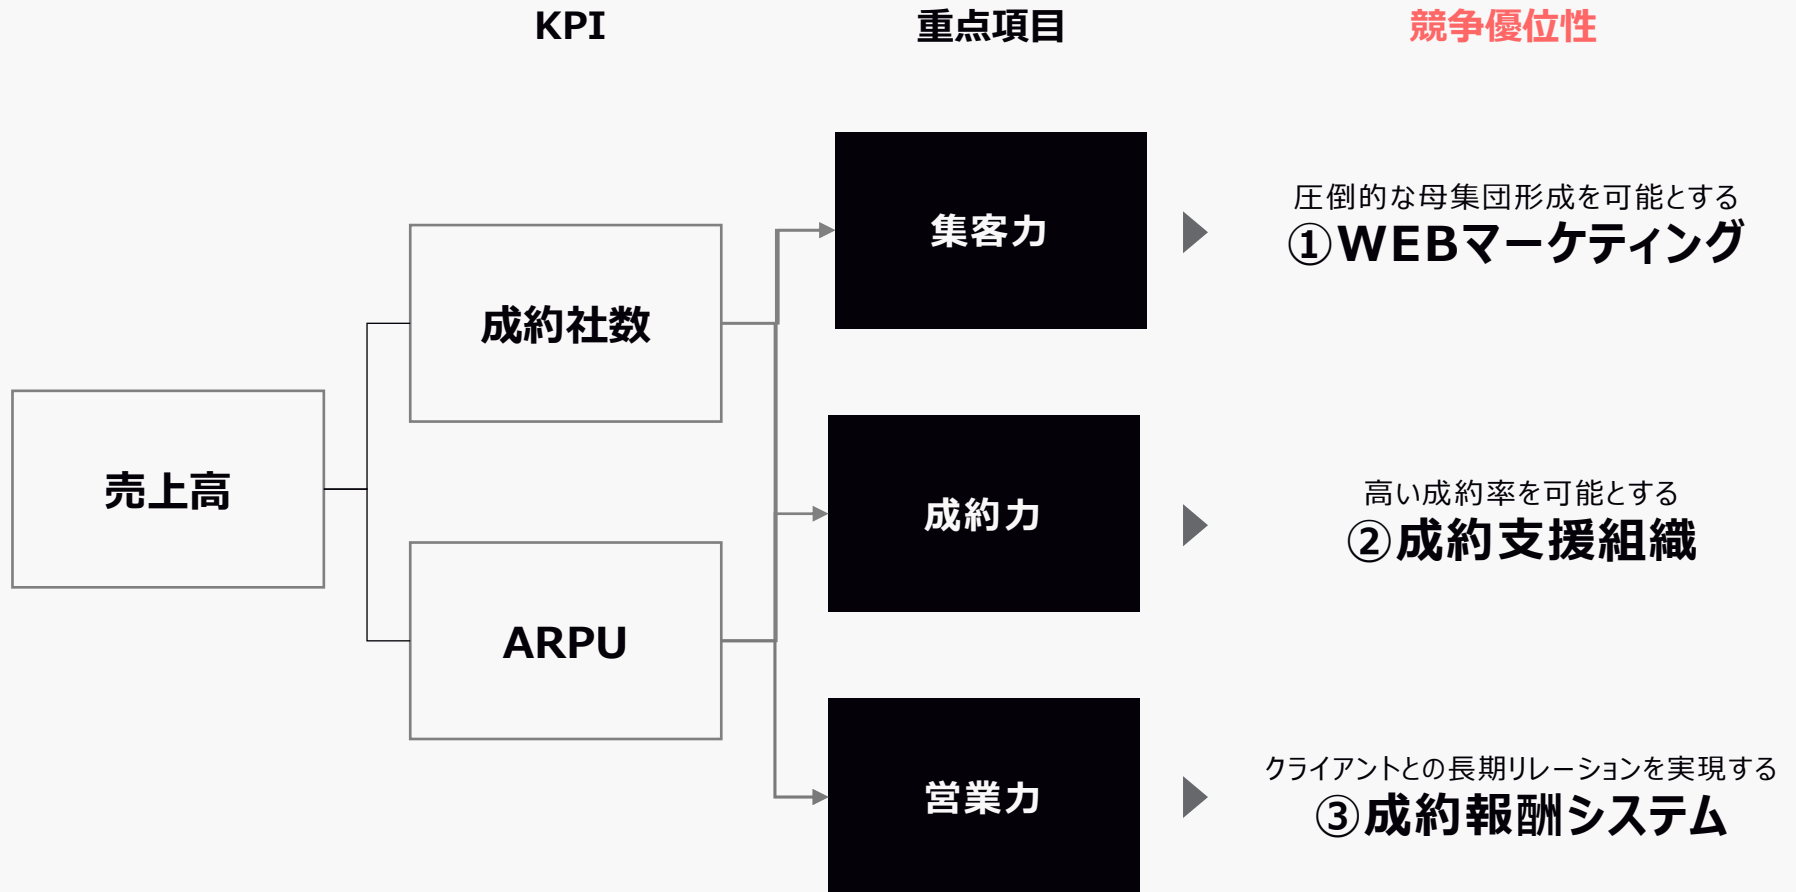 KPI
重点項目
競争優位性
売上高
成約社数
ARPU
集客力
圧倒的な母集団形成を可能とする
①WEBマーケティング
成約力
高い成約率を可能とする
②成約支援組織
営業力
クライアントとの長期リレーションを実現する
③成約報酬システム